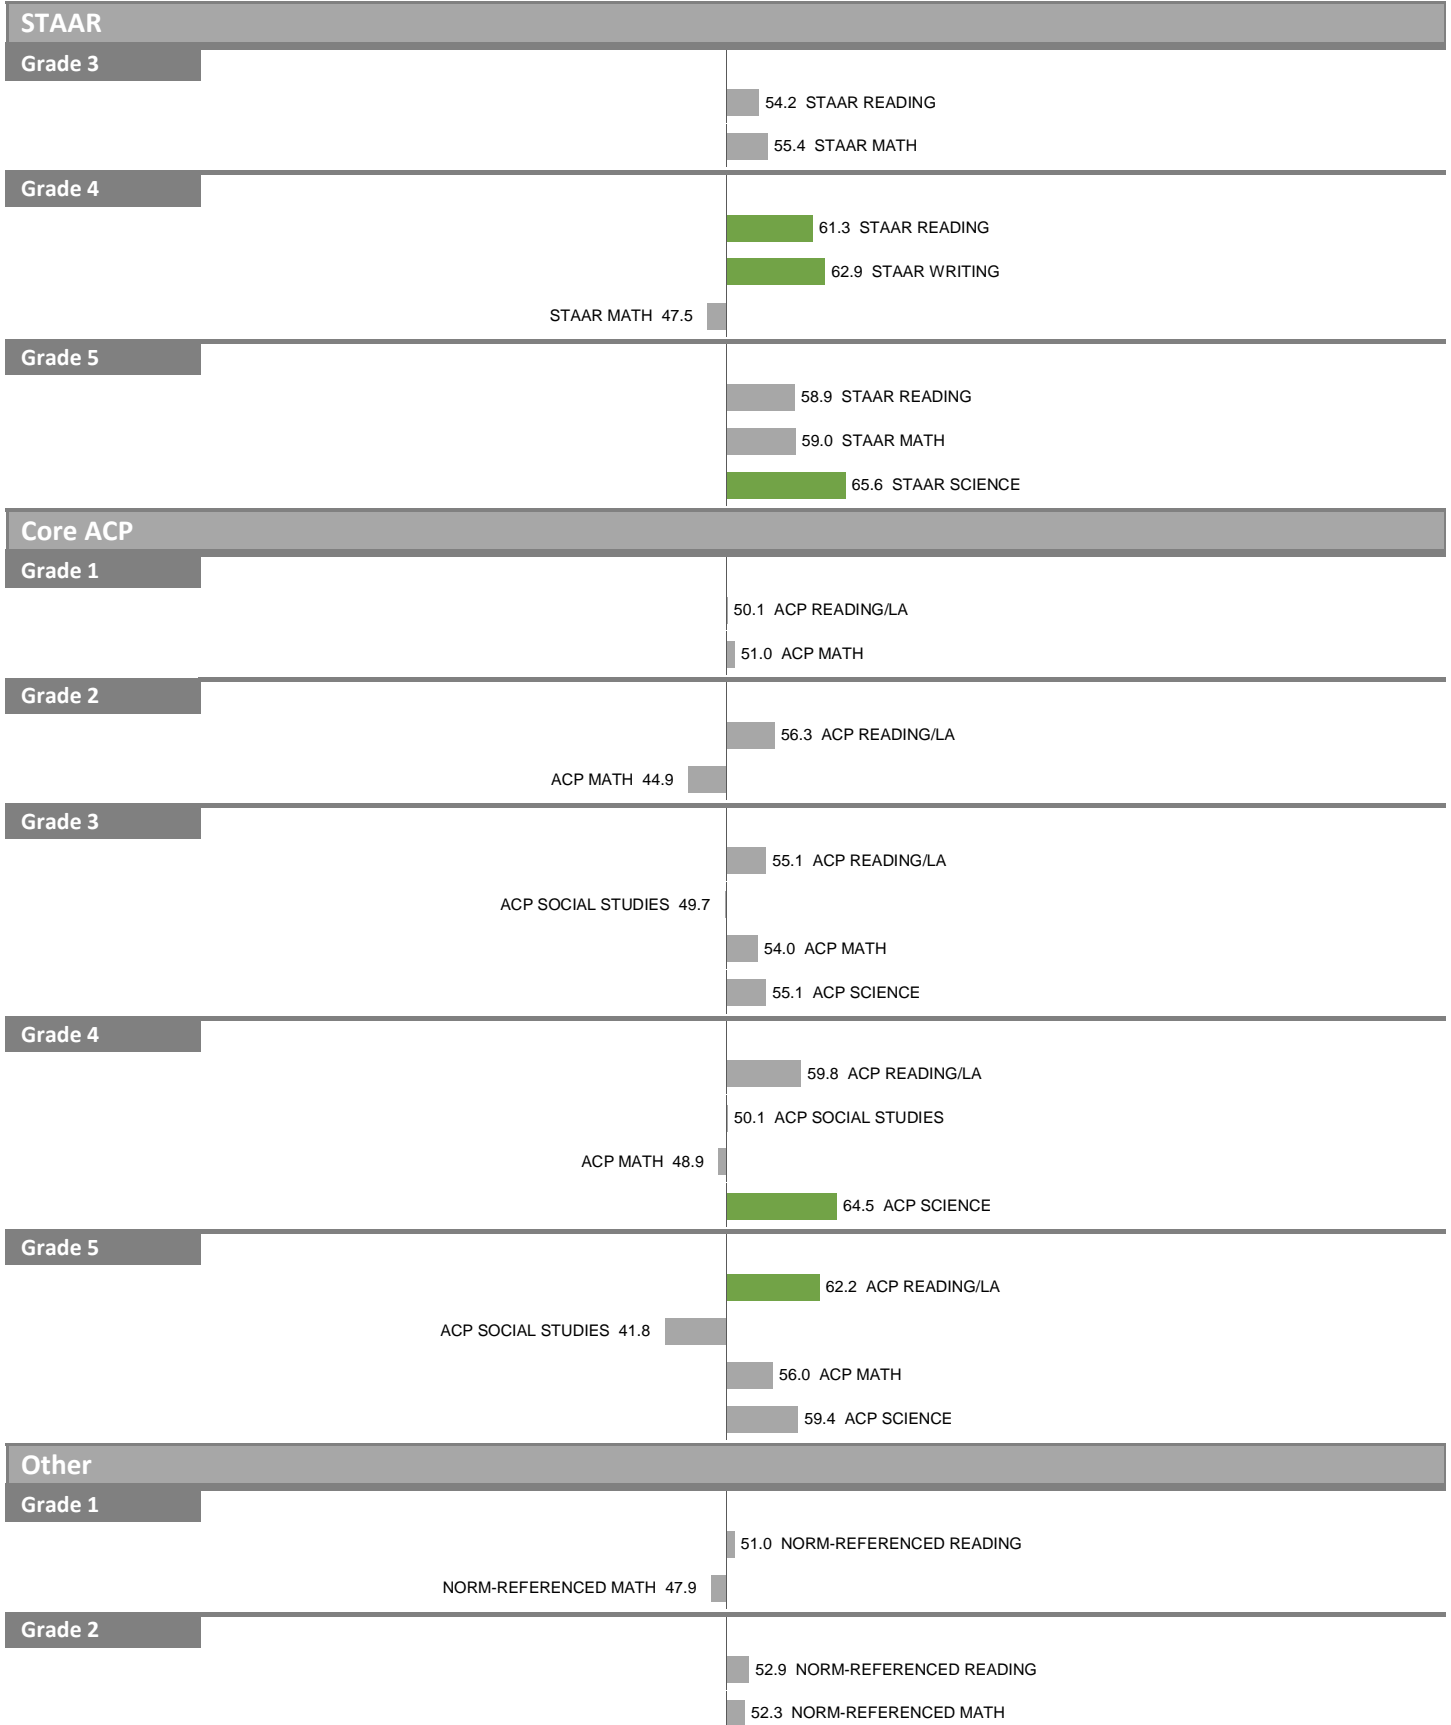 STAAR
Grade 3
54.2 STAAR READING
55.4 STAAR MATH
Grade 4
61.3 STAAR READING
62.9 STAAR WRITING
STAAR MATH 47.5
Grade 5
58.9 STAAR READING
59.0 STAAR MATH
65.6 STAAR SCIENCE
Core ACP
Grade 1
50.1 ACP READING/LA
51.0 ACP MATH
Grade 2
56.3 ACP READING/LA
ACP MATH 44.9
Grade 3
55.1 ACP READING/LA
ACP SOCIAL STUDIES 49.7
54.0 ACP MATH
55.1 ACP SCIENCE
Grade 4
59.8 ACP READING/LA
50.1 ACP SOCIAL STUDIES
ACP MATH 48.9
64.5 ACP SCIENCE
Grade 5
62.2 ACP READING/LA
ACP SOCIAL STUDIES 41.8
56.0 ACP MATH
59.4 ACP SCIENCE
Other
Grade 1
51.0 NORM-REFERENCED READING
NORM-REFERENCED MATH 47.9
Grade 2
52.9 NORM-REFERENCED READING
52.3 NORM-REFERENCED MATH